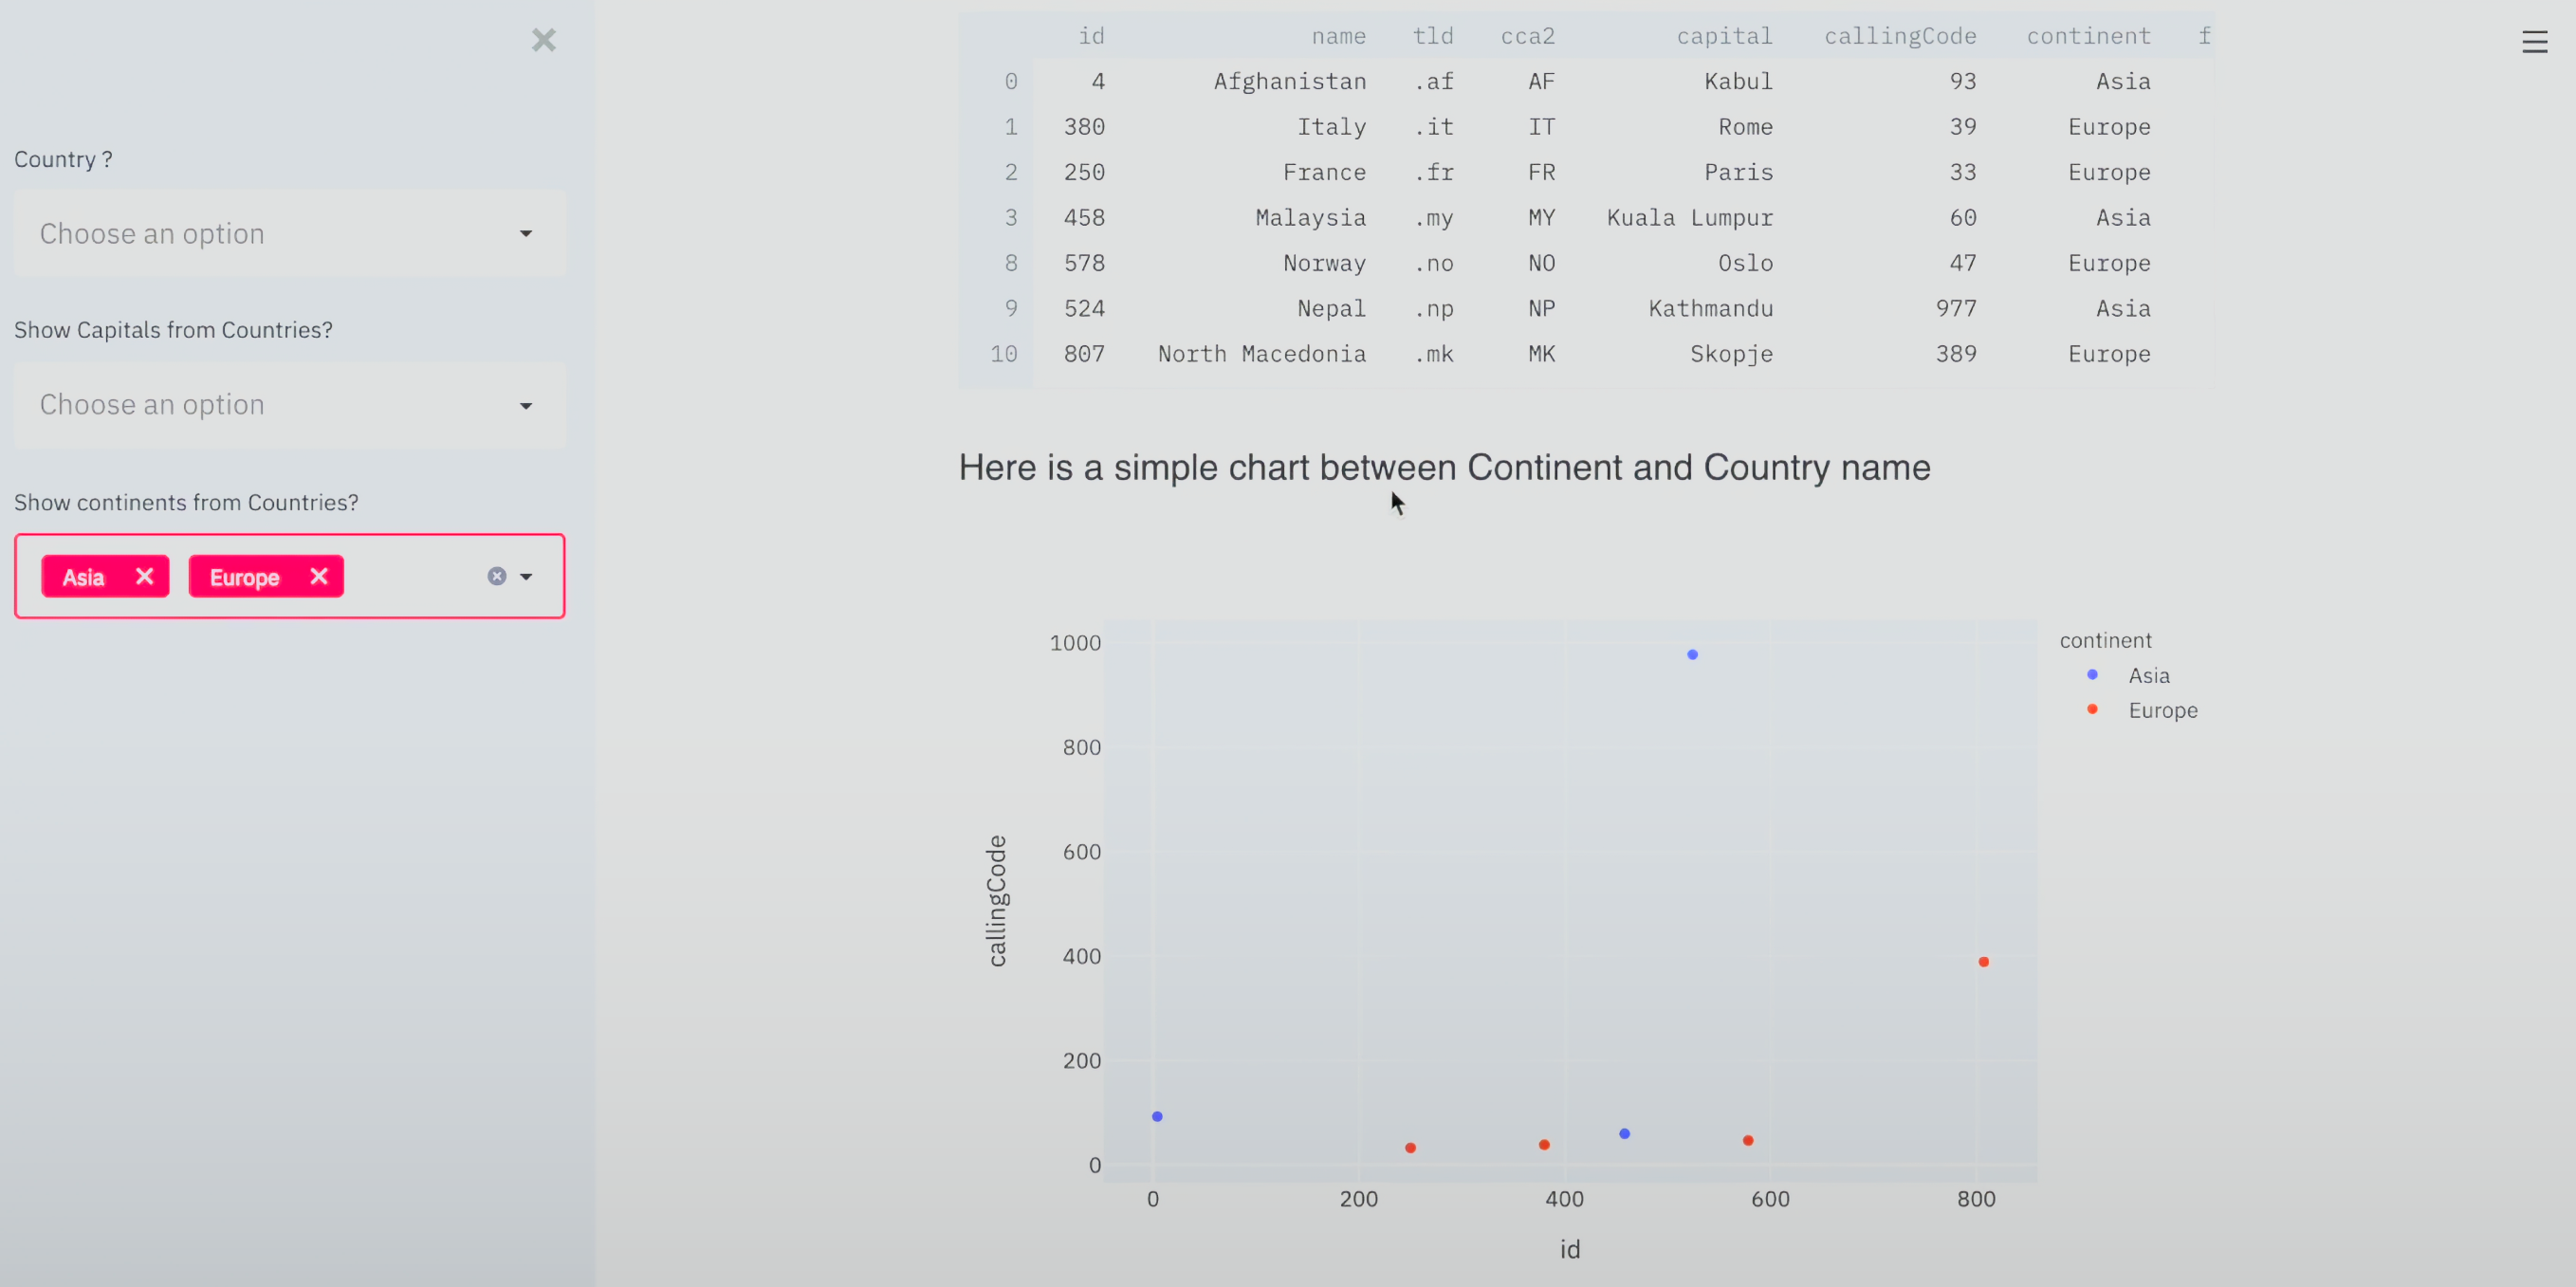 Country ?
Choose an option
Show Capitals from Countries?
Choose an option
Show continents from Countries?
Asia Europe
id name tld cca2 capital callingCode continent f
0 4 Afghanistan .af AF Kabul 93 Asia
1 380 Italy .it IT Rome 39 Europe
2 250 France .fr FR Paris 33 Europe
3 458 Malaysia .my MY Kuala Lumpur 60 Asia
8 578 Norway .no NO Oslo 47 Europe
9 524 Nepal .np NP Kathmandu 977 Asia
10 807 North Macedonia .mk MK Skopje 389 Europe
Here is a simple chart between Continent and Country name
continent
Asia
Europe
callingCode
1000
800
600
400
200
0
0 200 400 600 800
id